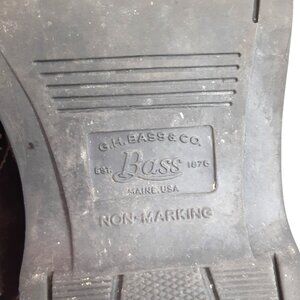 G.H. BASS & CO.
EST. Bass 1876
MAINE, USA
NON-MARKING